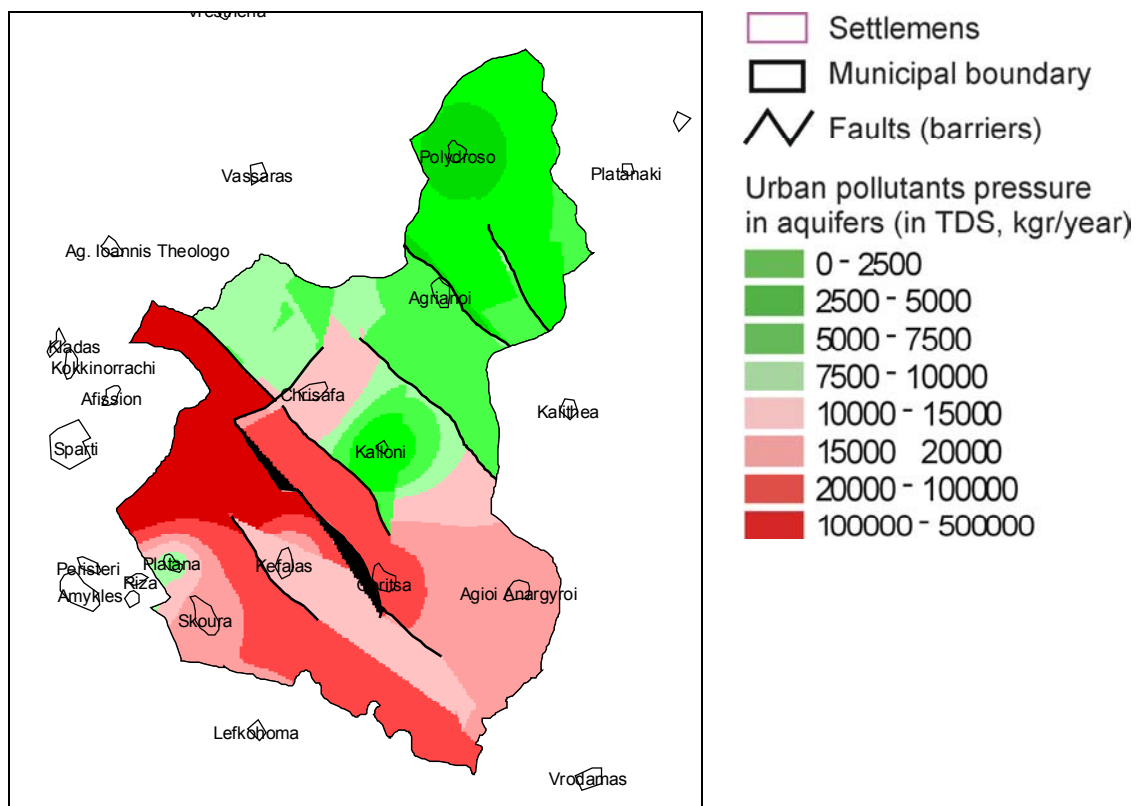 Vresthena
Polydroso
Vassaras
Platanaki
Ag. Ioannis Theologo
Agrianoi
Kladas
Kokkinorrachi
Afission
Chrisafa
Kalithea
Sparti
Kalloni
Peristeri
Platana
Kefalas
Riza
Amykles
Goritsa
Agioi Anargyroi
Skoura
Lefkohoma
Vrodamas
Settlemens
Municipal boundary
Faults (barriers)
Urban pollutants pressure
in aquifers (in TDS, kgr/year)
0 - 2500
2500 - 5000
5000 - 7500
7500 - 10000
10000 - 15000
15000 20000
20000 - 100000
100000 - 500000